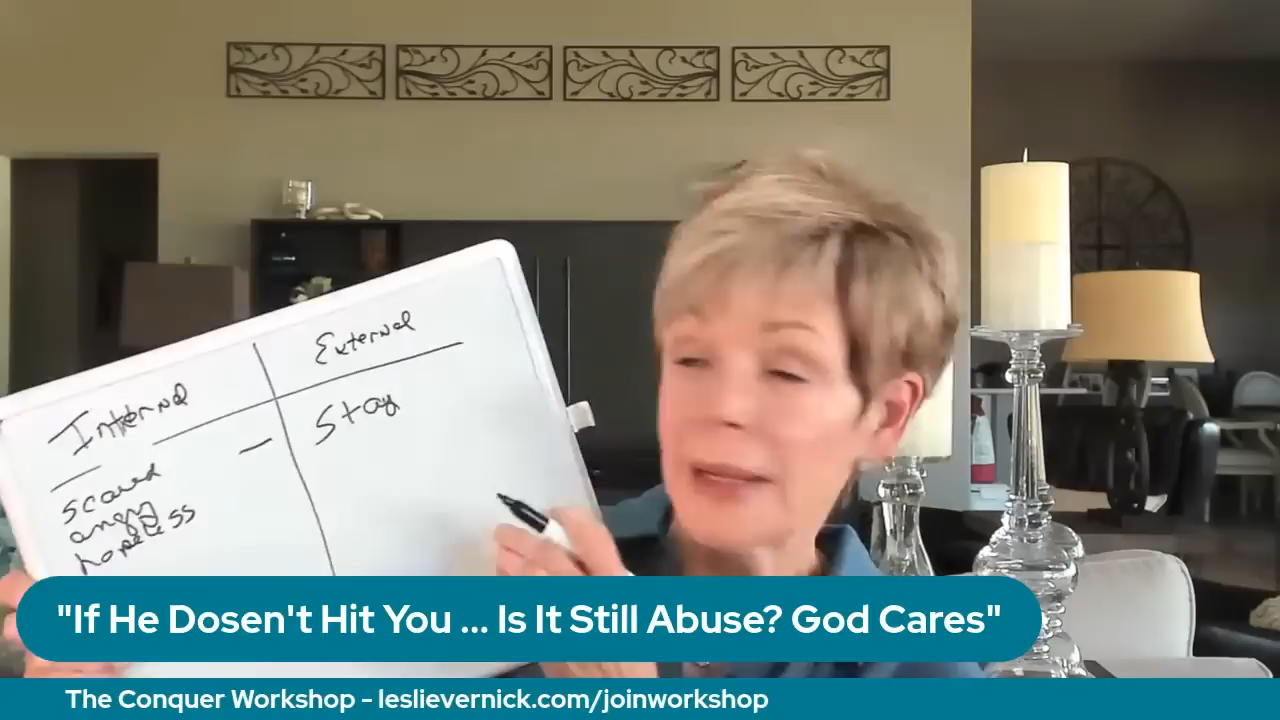 Internal
External
Stay
scared
angry
hopeless
"If He Dosen't Hit You ... Is It Still Abuse? God Cares"
The Conquer Workshop - leslievernick.com/joinworkshop